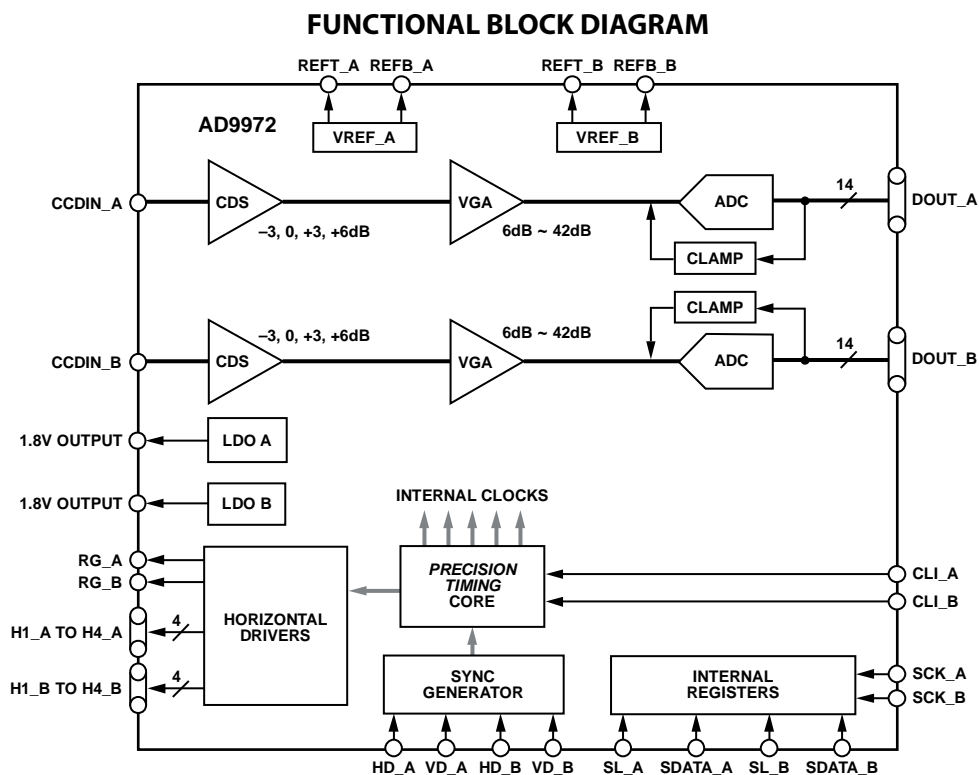 FUNCTIONAL BLOCK DIAGRAM
REFT_A REFB_A REFT_B REFB_B
AD9972
VREF_A VREF_B
CCDIN_A CDS VGA ADC 14 DOUT_A
–3, 0, +3, +6dB 6dB ~ 42dB
CLAMP
CLAMP
–3, 0, +3, +6dB 6dB ~ 42dB
CCDIN_B CDS VGA ADC 14 DOUT_B
1.8V OUTPUT LDO A
1.8V OUTPUT LDO B
INTERNAL CLOCKS
RG_A
RG_B
H1_A TO H4_A 4
H1_B TO H4_B 4
HORIZONTAL
DRIVERS
PRECISION
TIMING
CORE
CLI_A
CLI_B
SYNC
GENERATOR
INTERNAL
REGISTERS
SCK_A
SCK_B
HD_A VD_A HD_B VD_B SL_A SDATA_A SL_B SDATA_B